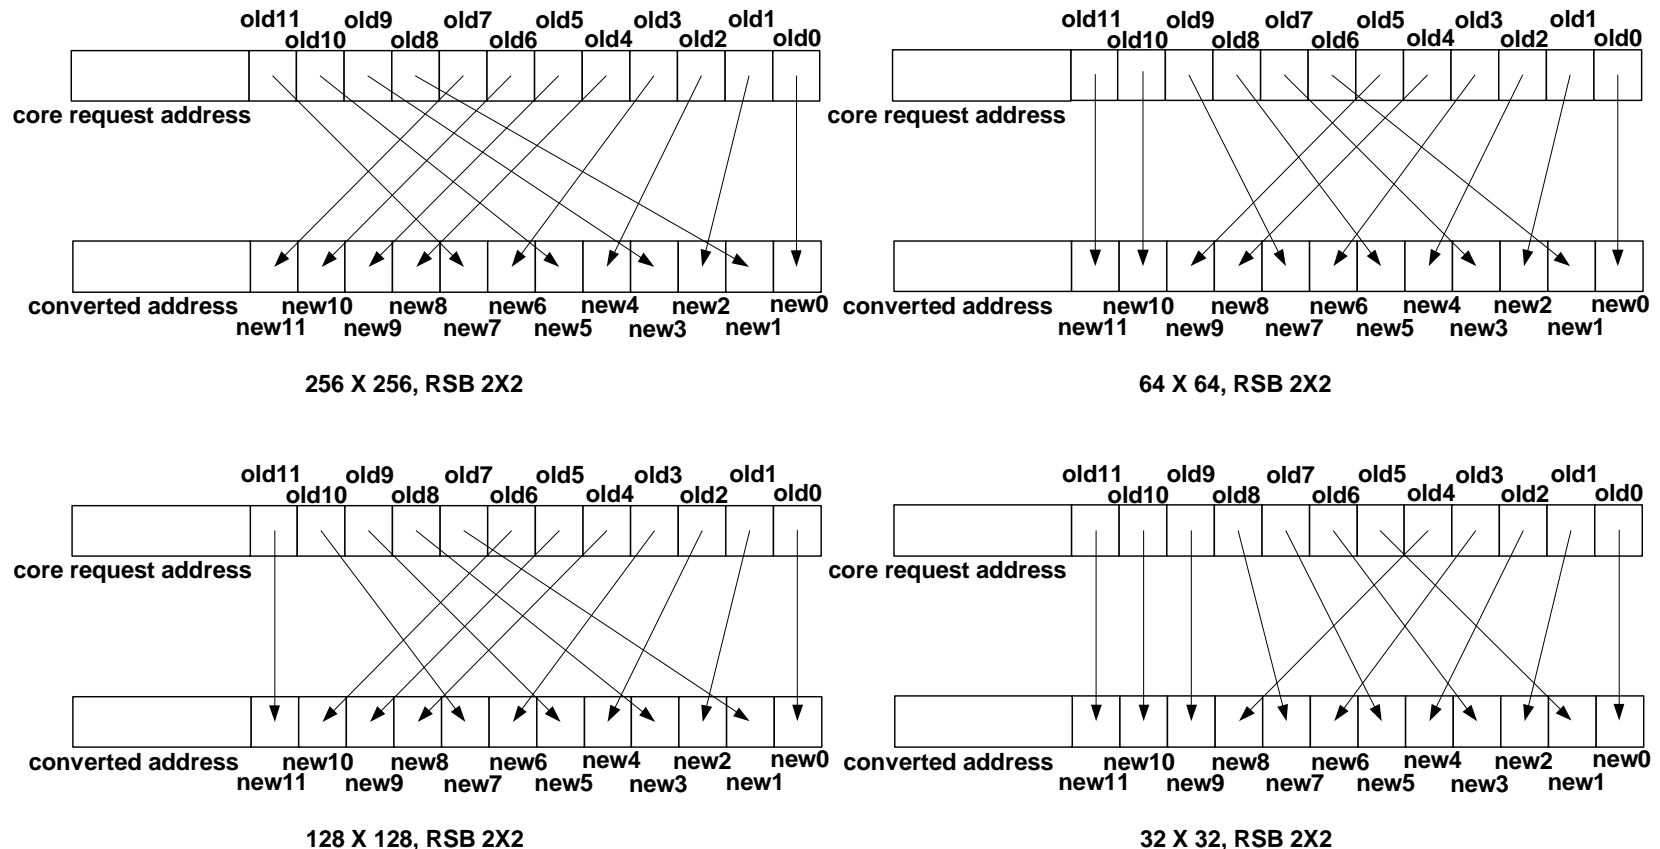 old11 old9 old7 old5 old3 old1
old10 old8 old6 old4 old2 old0
core request address
converted address new10 new8 new6 new4 new2 new0
new11 new9 new7 new5 new3 new1
256 X 256, RSB 2X2
old11 old9 old7 old5 old3 old1
old10 old8 old6 old4 old2 old0
core request address
converted address new10 new8 new6 new4 new2 new0
new11 new9 new7 new5 new3 new1
64 X 64, RSB 2X2
old11 old9 old7 old5 old3 old1
old10 old8 old6 old4 old2 old0
core request address
converted address new10 new8 new6 new4 new2 new0
new11 new9 new7 new5 new3 new1
128 X 128, RSB 2X2
old11 old9 old7 old5 old3 old1
old10 old8 old6 old4 old2 old0
core request address
converted address new10 new8 new6 new4 new2 new0
new11 new9 new7 new5 new3 new1
32 X 32, RSB 2X2